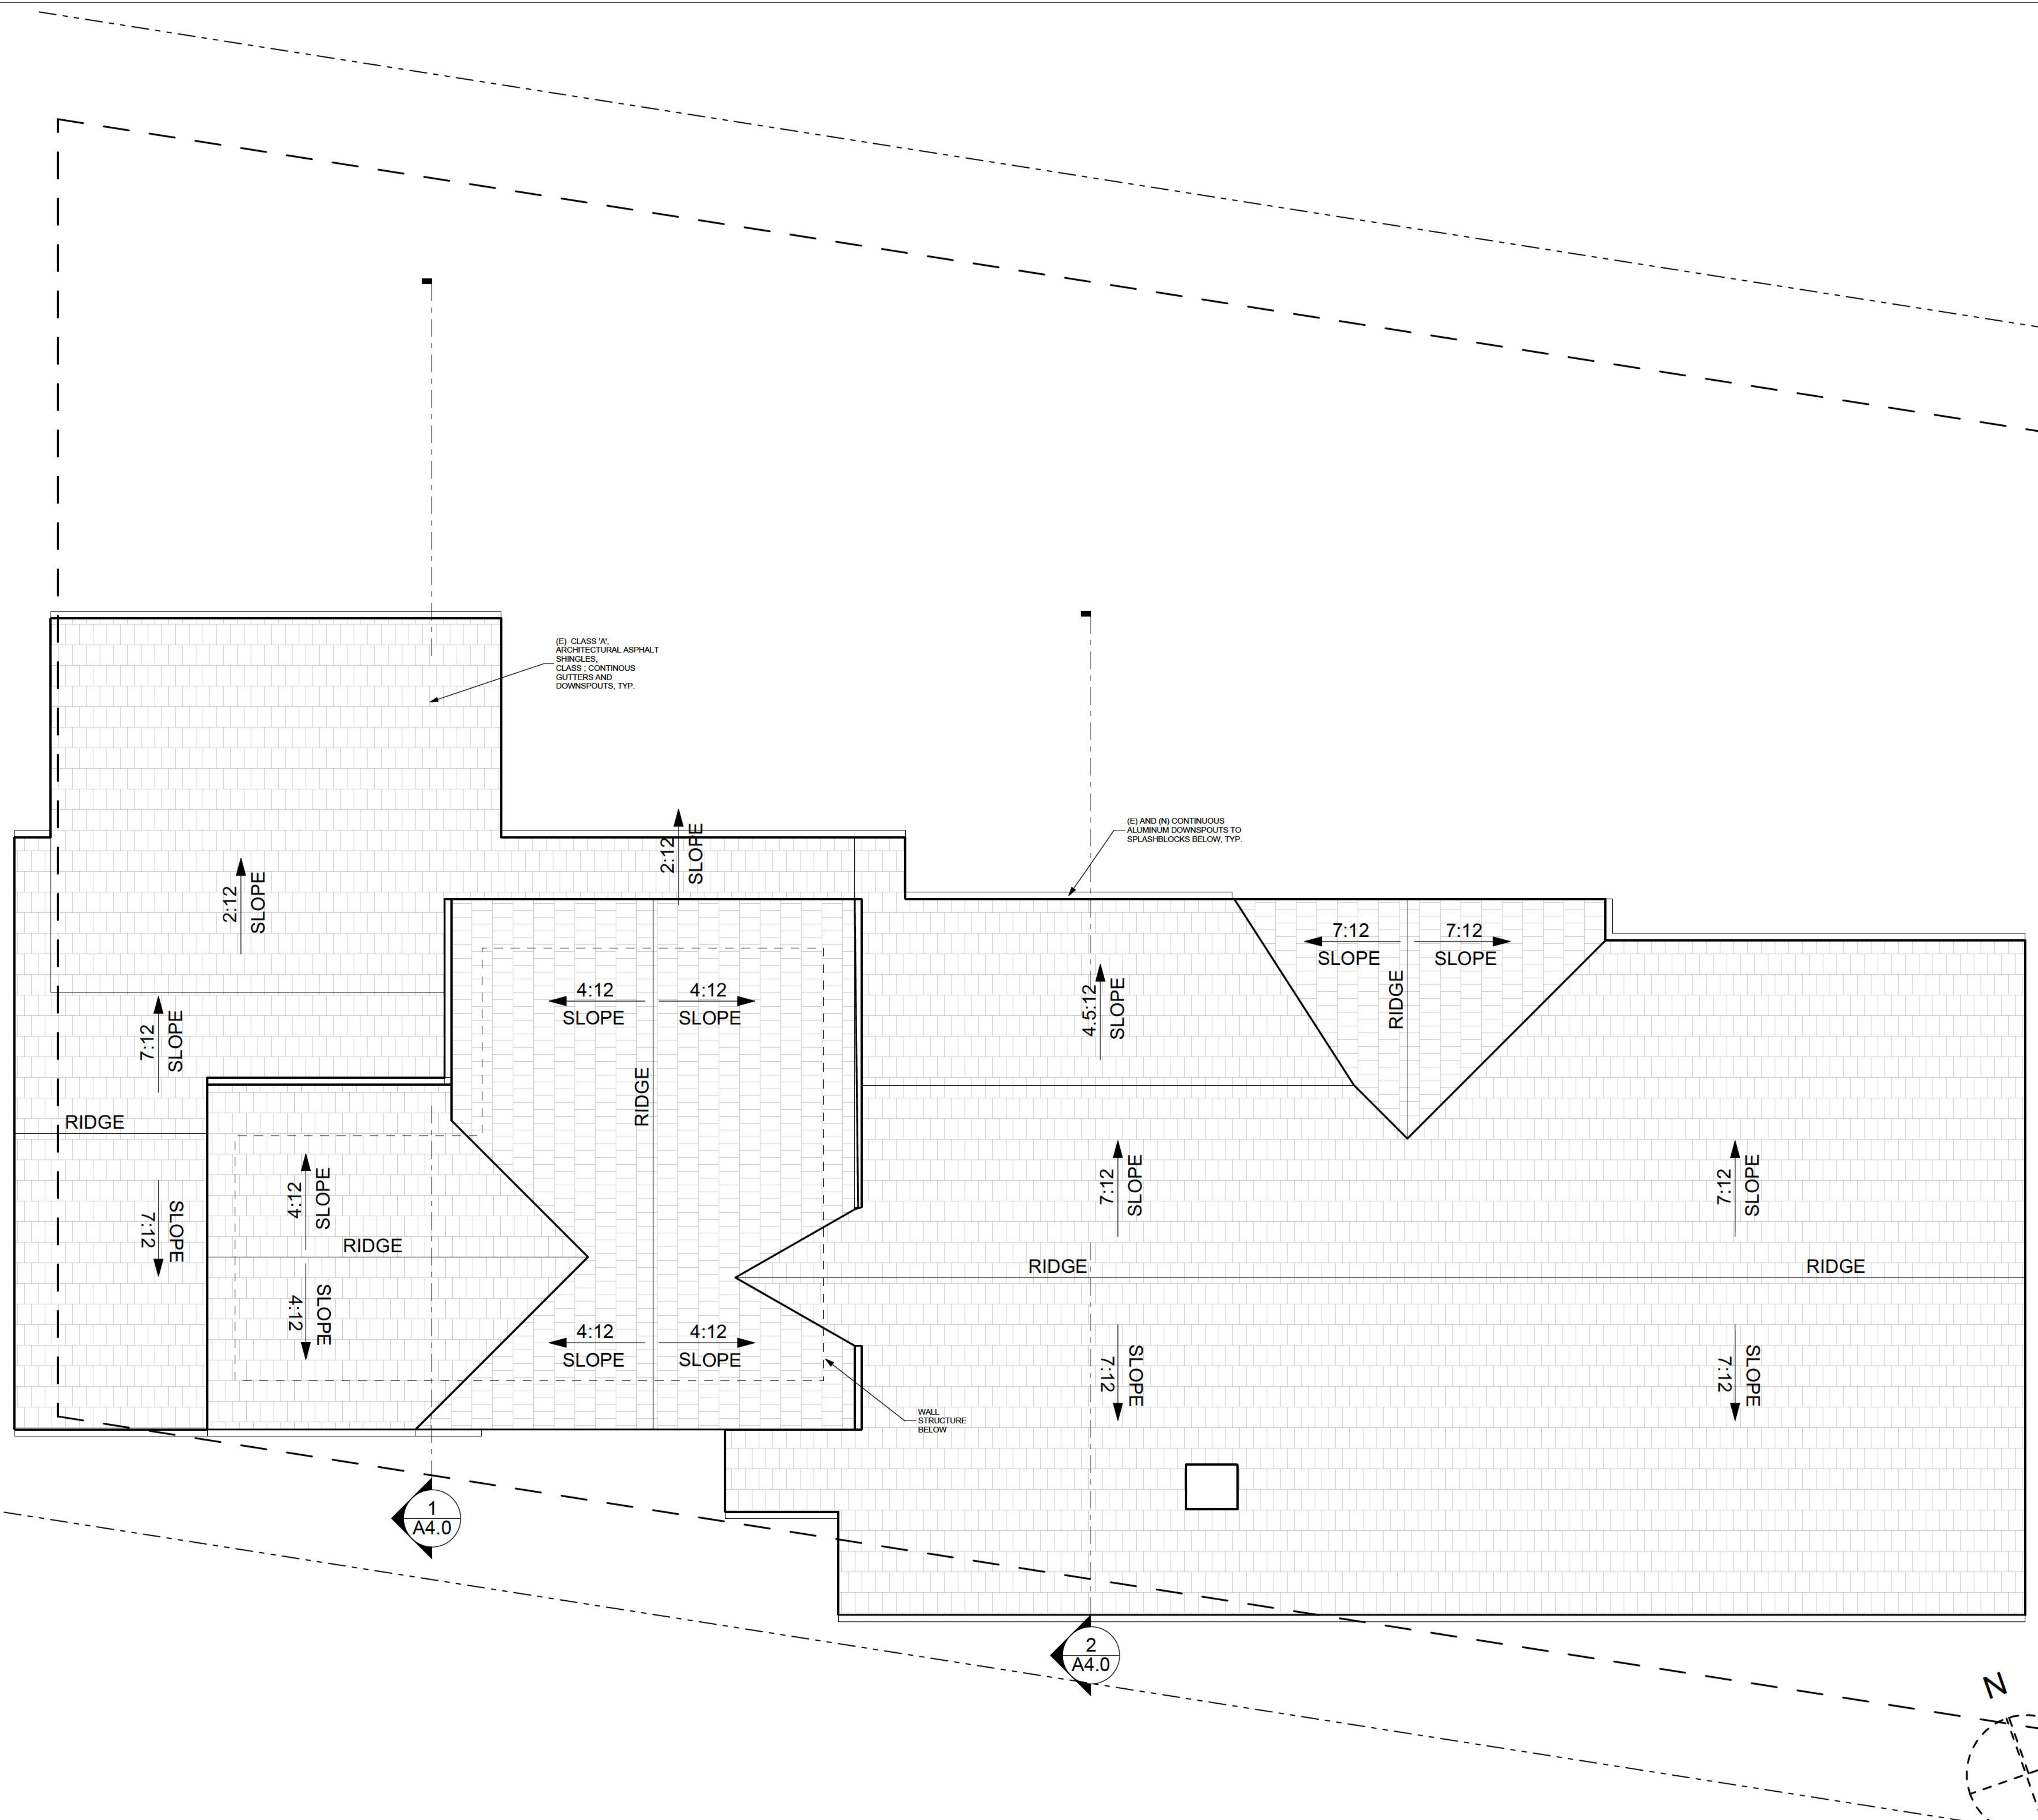 (E) CLASS 'A',
ARCHITECTURAL ASPHALT
SHINGLES,
CLASS ; CONTINOUS
GUTTERS AND
DOWNSPOUTS, TYP.
(E) AND (N) CONTINUOUS
ALUMINUM DOWNSPOUTS TO
SPLASHBLOCKS BELOW, TYP.
2:12
SLOPE
2:12
SLOPE
7:12
SLOPE
7:12
SLOPE
RIDGE
4:12
SLOPE
4:12
SLOPE
4.5:12
SLOPE
7:12
SLOPE
RIDGE
RIDGE
7:12
SLOPE
4:12
SLOPE
RIDGE
4:12
SLOPE
7:12
SLOPE
7:12
SLOPE
RIDGE
RIDGE
RIDGE
4:12
SLOPE
4:12
SLOPE
7:12
SLOPE
7:12
SLOPE
WALL
STRUCTURE
BELOW
1
A4.0
2
A4.0
N